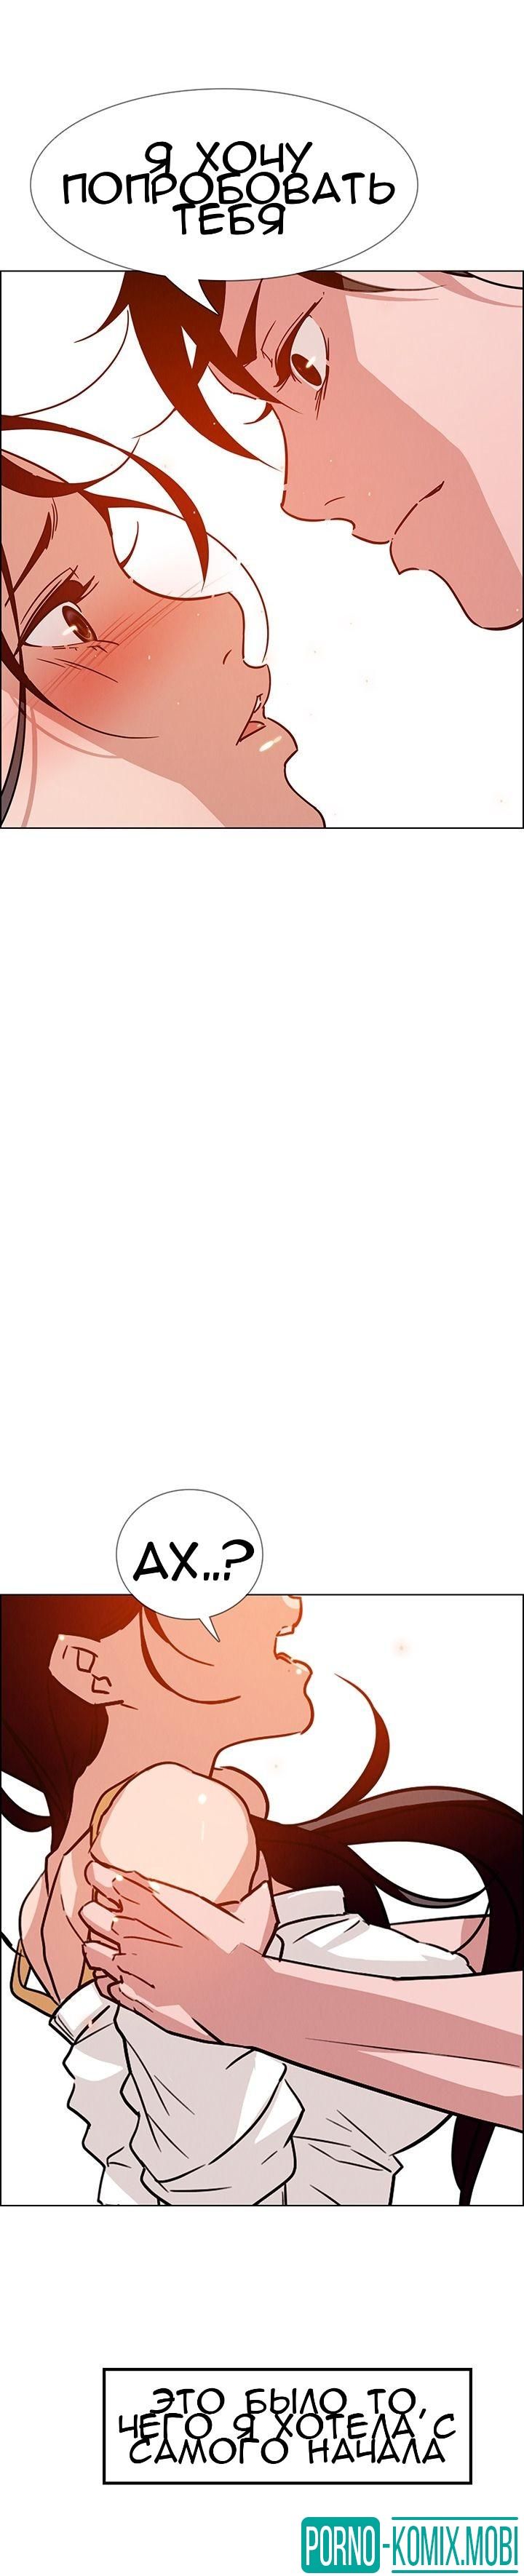 Я ХОЧУ
ПОПРОБОВАТЬ
ТЕБЯ
АХ...?
ЭТО БЫЛО ТО,
ЧЕГО Я ХОТЕЛА С
САМОГО НАЧАЛА
PORNO-KOMIX.MOBI